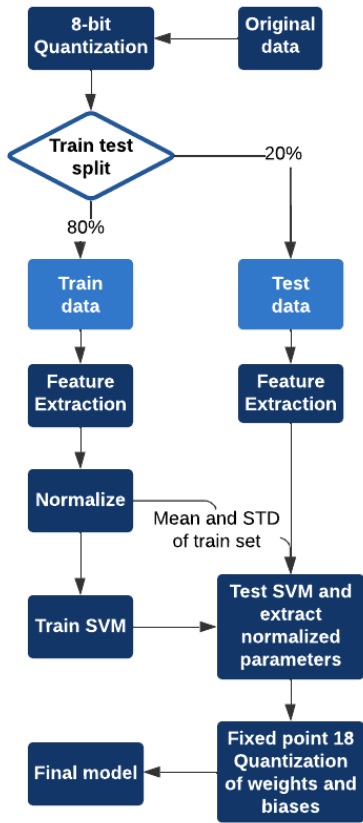 8-bit
Quantization
Original
data
Train test
split
20%
80%
Train
data
Test
data
Feature
Extraction
Feature
Extraction
Normalize
Mean and STD
of train set
Train SVM
Test SVM and
extract
normalized
parameters
Final model
Fixed point 18
Quantization
of weights and
biases